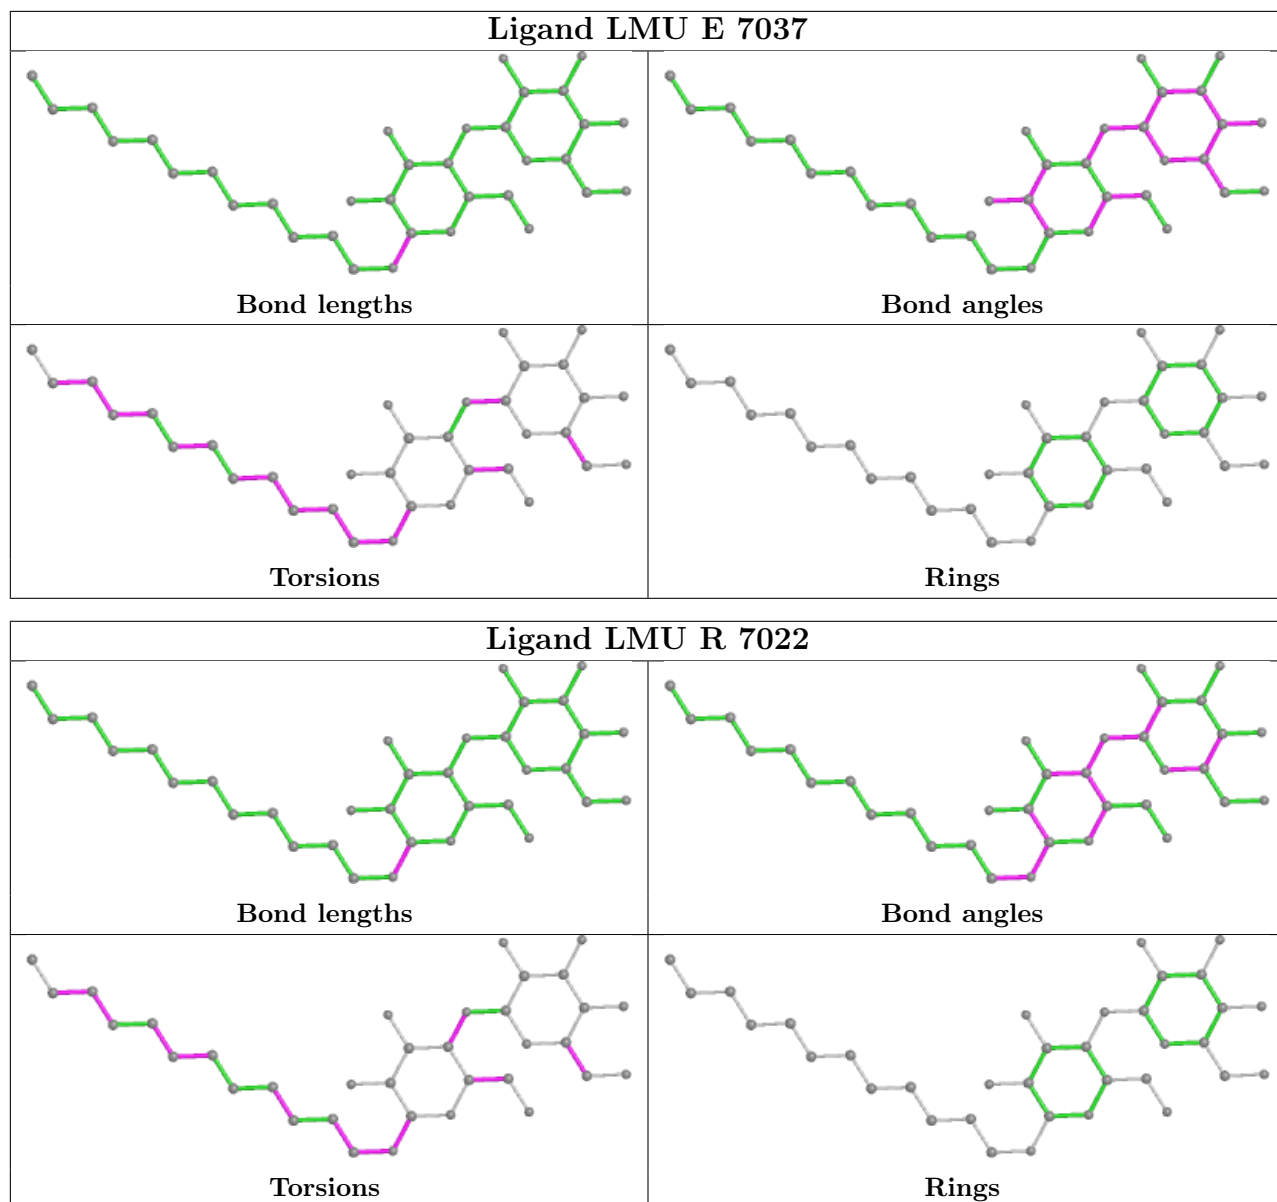 Ligand LMU E 7037
Bond lengths
Bond angles
Torsions
Rings
Ligand LMU R 7022
Bond lengths
Bond angles
Torsions
Rings